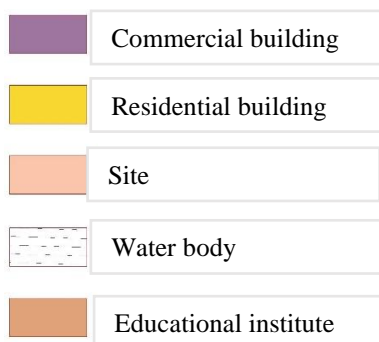 Commercial building
Residential building
Site
Water body
Educational institute